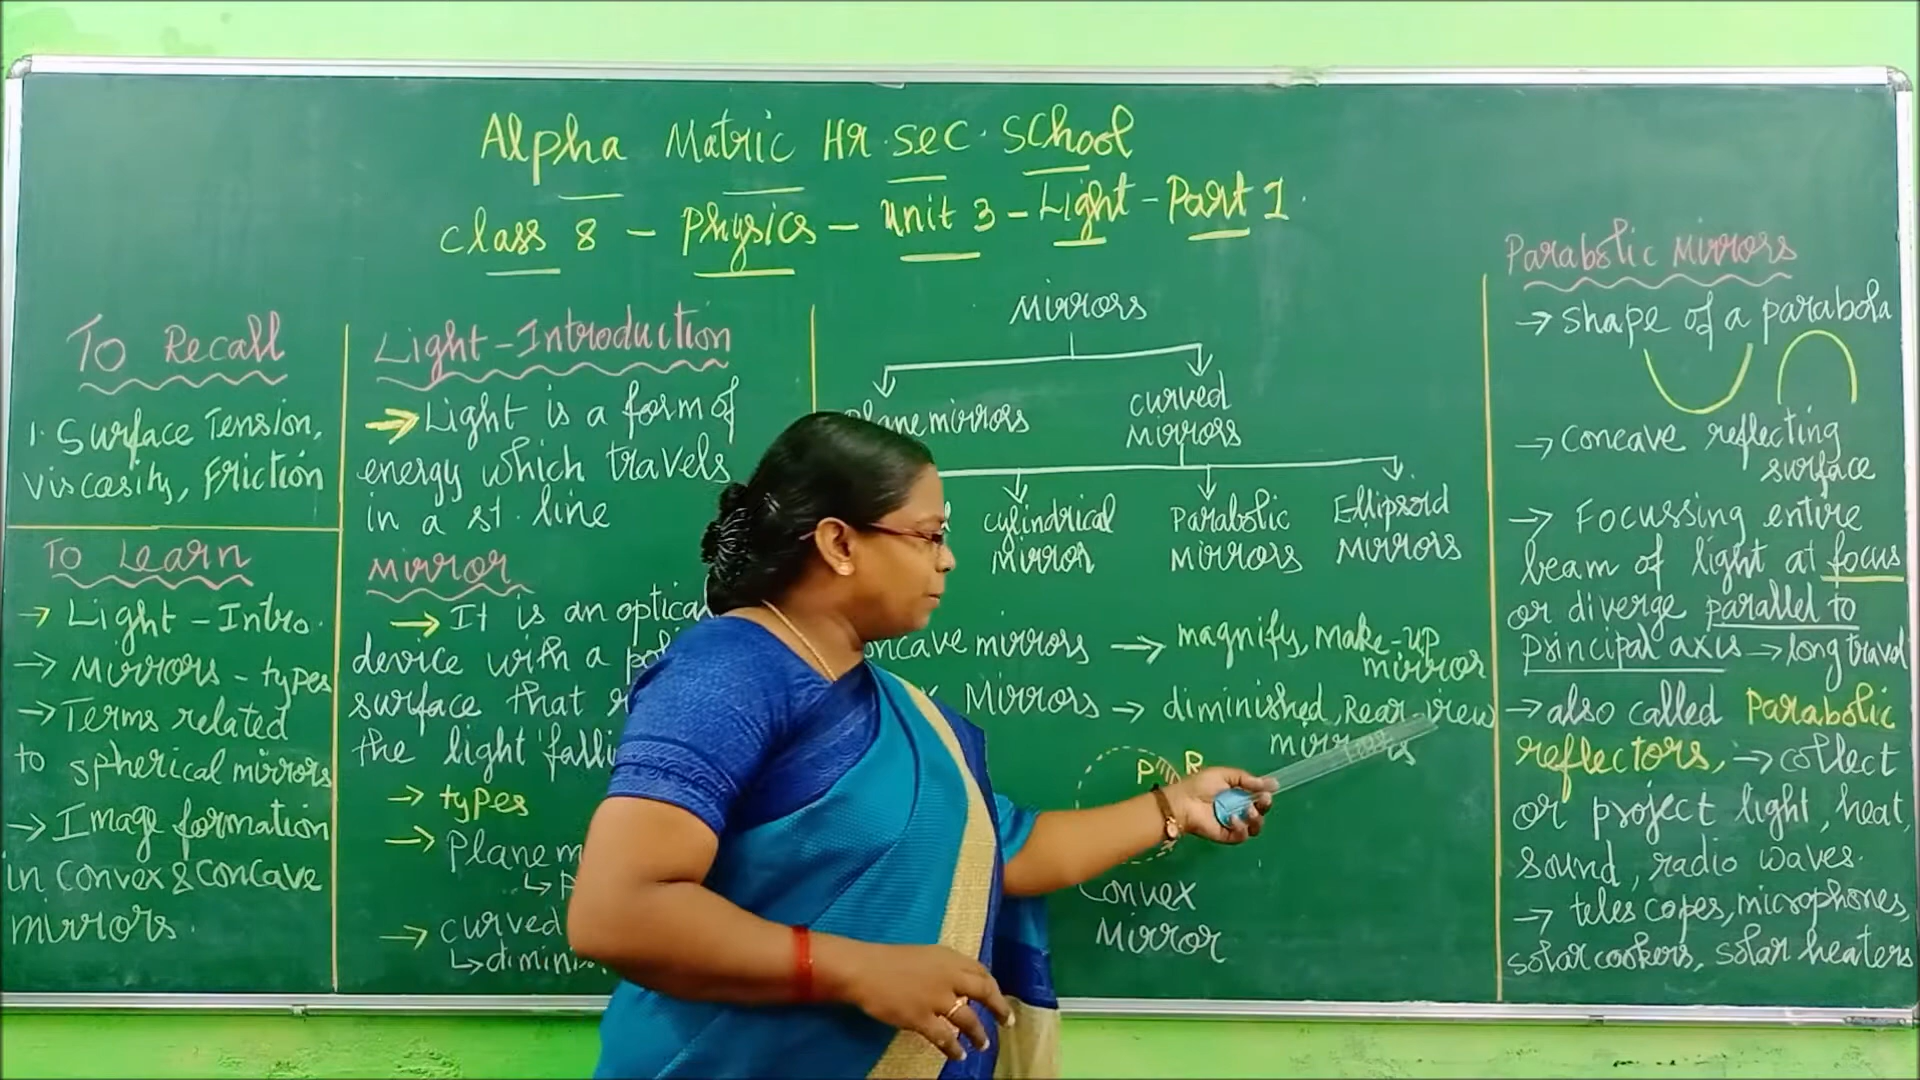 Alpha Matric Hr. sec. School
class 8 - Physics - unit 3 - Light - Part 1
To Recall
1. Surface Tension,
viscosity, Friction
To Learn
→ Light - Intro.
→ Mirrors - types
→ Terms related
to spherical mirrors
→ Image formation
in Convex & Concave
mirrors.
Light - Introduction
→ Light is a form of
energy which travels
in a st. line
Mirror
→ It is an optical
device with a
surface that
the light
→ types
→ Plane
→ curved
Mirrors
mirrors
curved
mirrors
cylindrical
mirror
Parabolic
mirrors
Ellipsoid
mirrors
mirrors → magnify, make-up
mirror
Mirrors → diminished, Rear view
mirrors
P R
Convex
Mirror
Parabolic Mirrors
→ shape of a parabola
→ concave reflecting
surface
→ Focussing entire
beam of light at focus
or diverge parallel to
principal axis → long travel
→ also called Parabolic
reflectors, → collect
or project light, heat,
sound, radio waves.
→ teles copes, microphones,
solar cookers, solar heaters